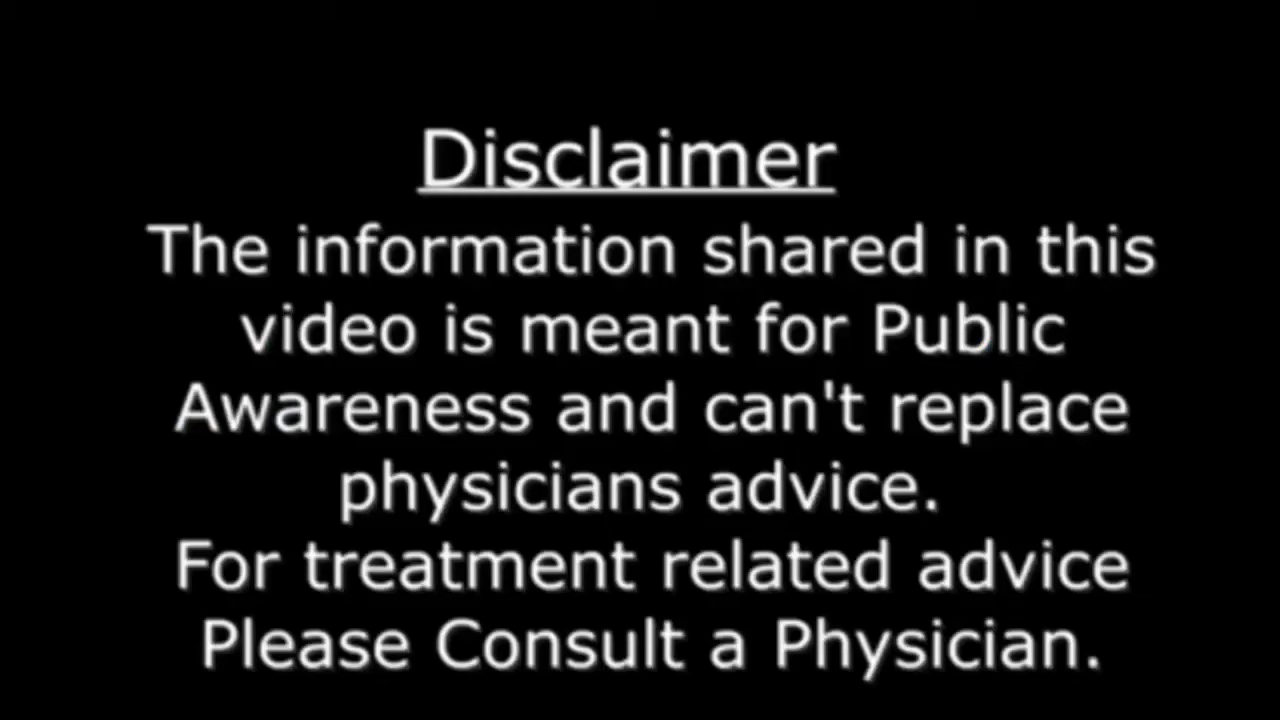 Disclaimer
The information shared in this
video is meant for Public
Awareness and can't replace
physicians advice.
For treatment related advice
Please Consult a Physician.